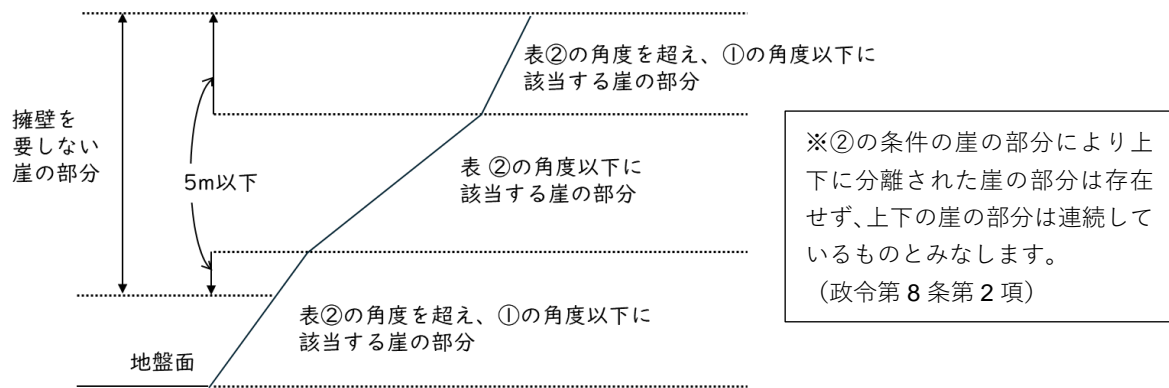 表②の角度を超え、①の角度以下に
該当する崖の部分
擁壁を
要しない
崖の部分
5m以下
表 ②の角度以下に
該当する崖の部分
※②の条件の崖の部分により上
下に分離された崖の部分は存在
せず、上下の崖の部分は連続して
いるものとみなします。
（政令第 8 条第 2 項）
表②の角度を超え、①の角度以下に
該当する崖の部分
地盤面